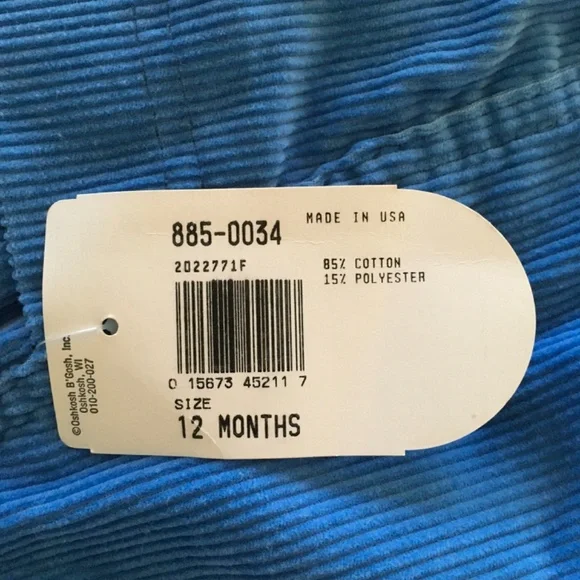 885-0034
MADE IN USA
2022771F
85% COTTON
15% POLYESTER
0 15673 45211 7
SIZE
12 MONTHS
©Oshkosh B'Gosh, Inc.
Oshkosh, WI
010-200-027